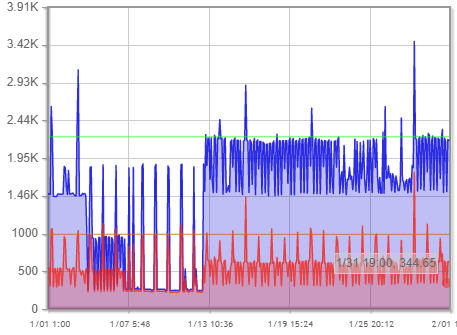 3.91K
3.42K
2.93K
2.44K
1.95K
1.46K
1000
500
0
1/31 19:00, 344.65
1/01 1:00 1/07 5:48 1/13 10:36 1/19 15:24 1/25 20:12 2/01 1